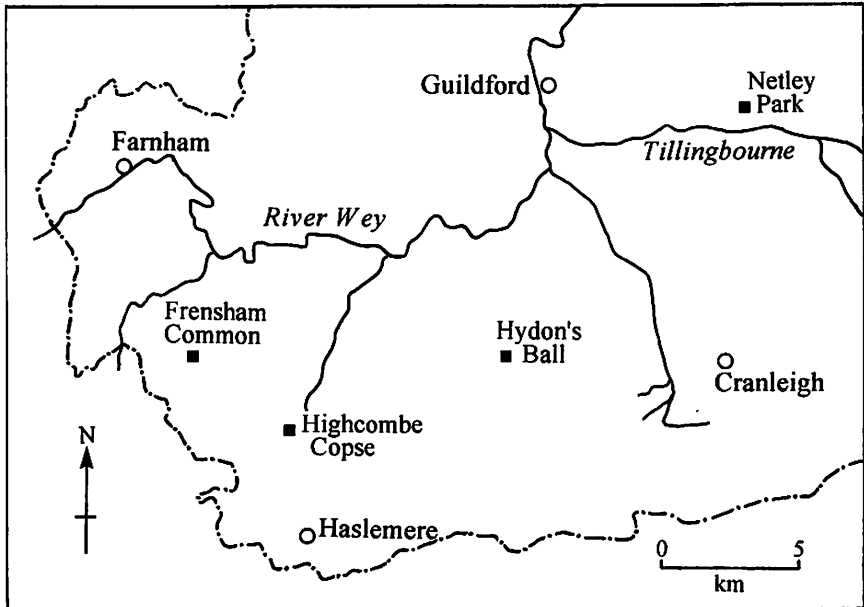 Guildford
Netley
Park
Farnham
Tillingbourne
River Wey
Frensham
Common
Hydon's
Ball
Cranleigh
Highcombe
Copse
N
Haslemere
0 5
km